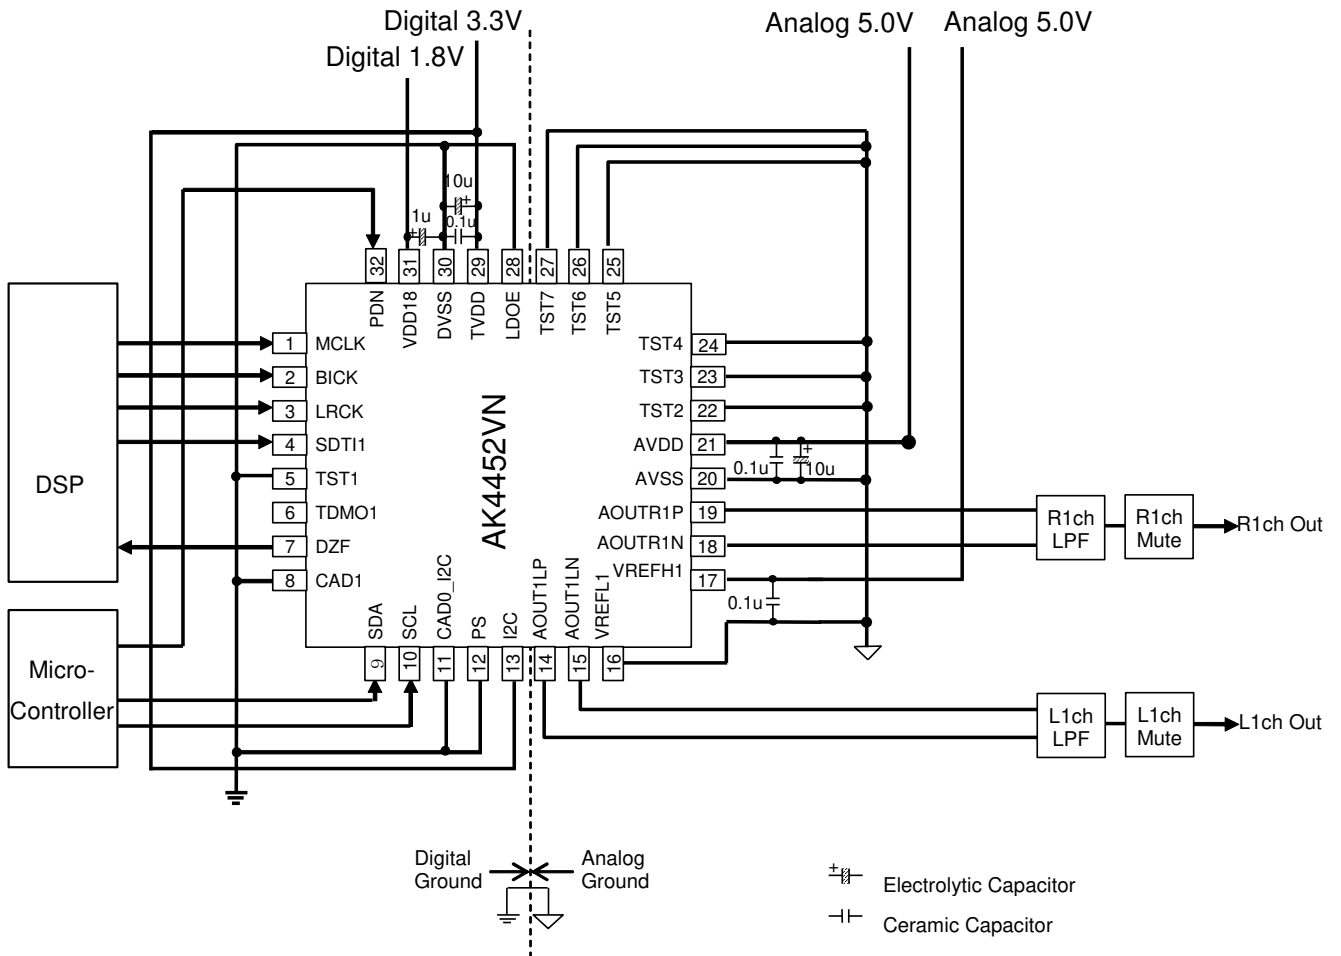 Digital 3.3V
Analog 5.0V
Analog 5.0V
Digital 1.8V
10u
1u
0.1u
32
31
30
29
28
27
26
25
PDN
VDD18
DVSS
TVDD
LDOE
TST7
TST6
TST5
1 MCLK
2 BICK
3 LRCK
4 SDTI1
5 TST1
6 TDMO1
7 DZF
8 CAD1
DSP
AK4452VN
TST4 24
TST3 23
TST2 22
AVDD 21
AVSS 20
AOUTR1P 19
AOUTR1N 18
VREFH1 17
0.1u
10u
0.1u
R1ch
LPF
R1ch
Mute
R1ch Out
SDA
SCL
CAD0_I2C
PS
I2C
AOUT1LP
AOUT1LN
VREFL1
9
10
11
12
13
14
15
16
Micro-
Controller
L1ch
LPF
L1ch
Mute
L1ch Out
Digital
Ground
Analog
Ground
+
Electrolytic Capacitor
Ceramic Capacitor